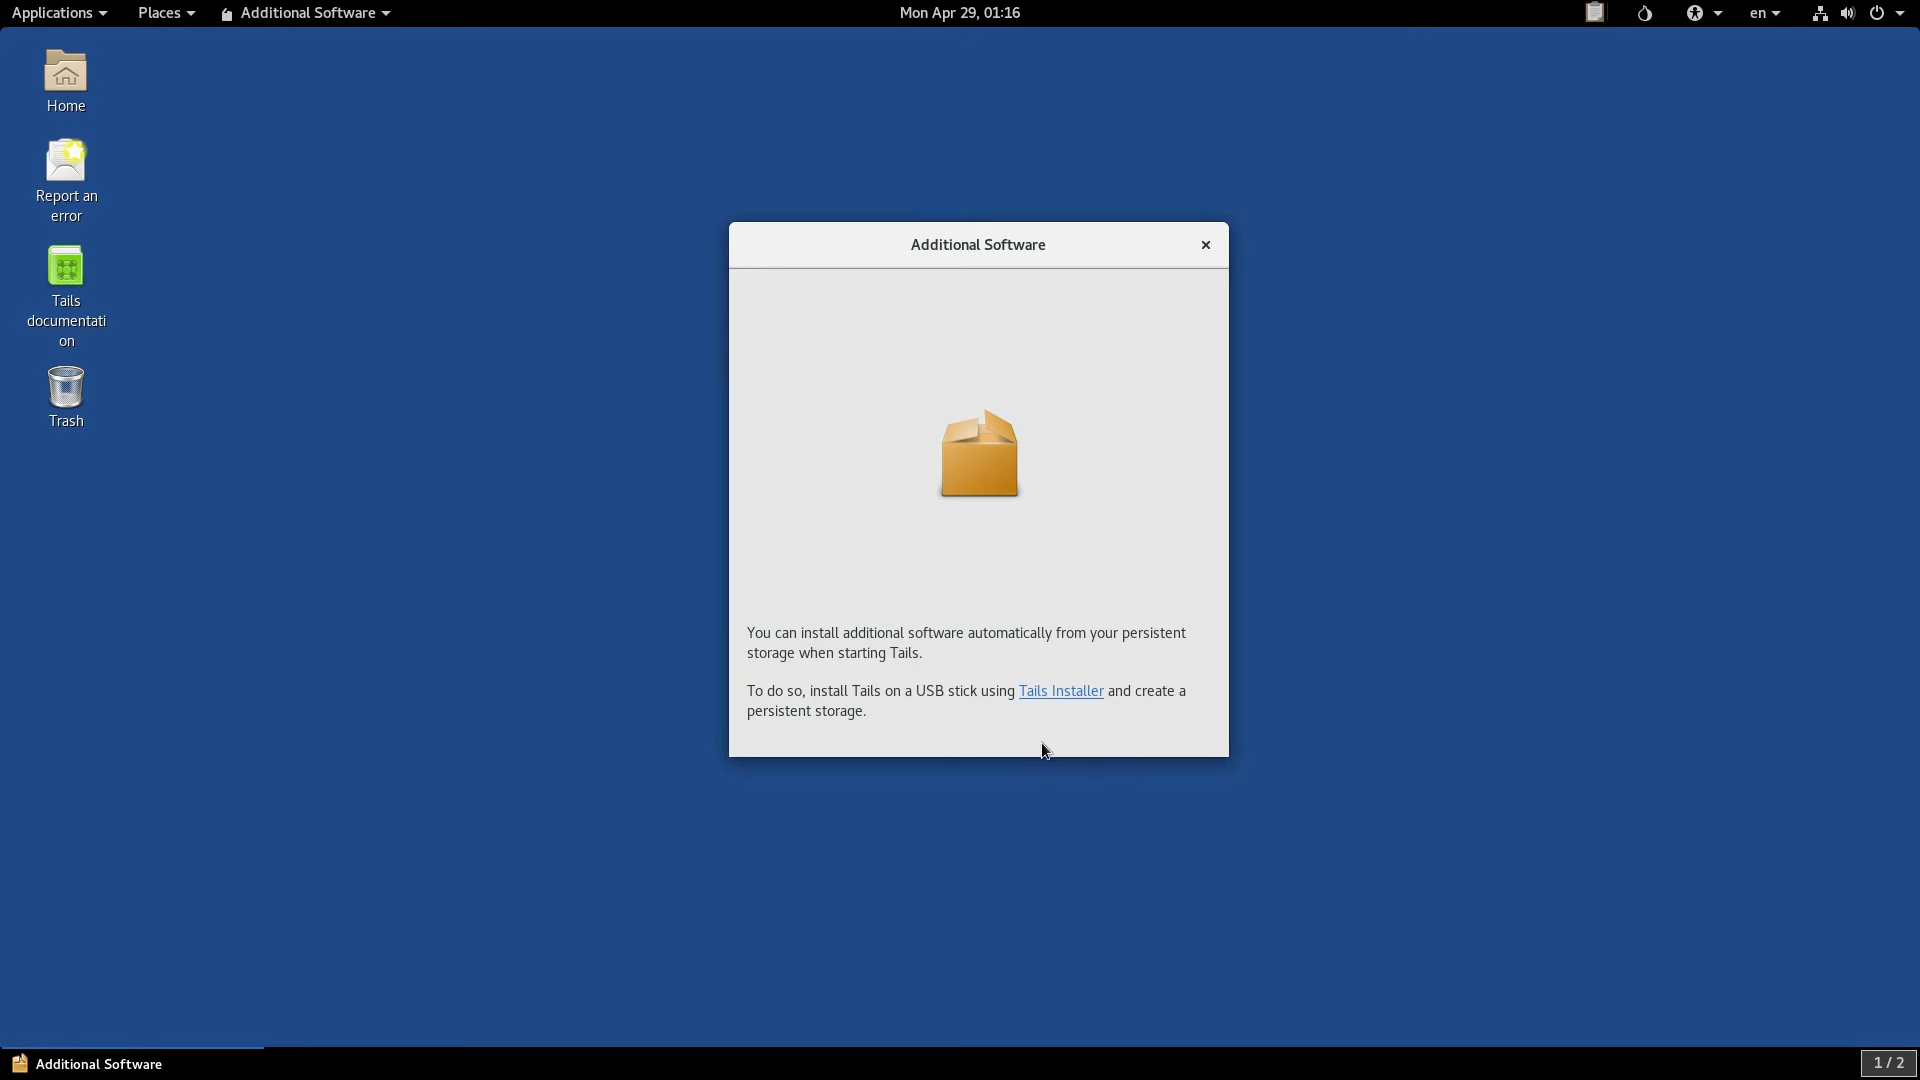 Applications Places Additional Software Mon Apr 29, 01:16 en
Home
Report an
error
Tails
documentati
on
Trash
Additional Software
You can install additional software automatically from your persistent
storage when starting Tails.
To do so, install Tails on a USB stick using Tails Installer and create a
persistent storage.
Additional Software 1 / 2